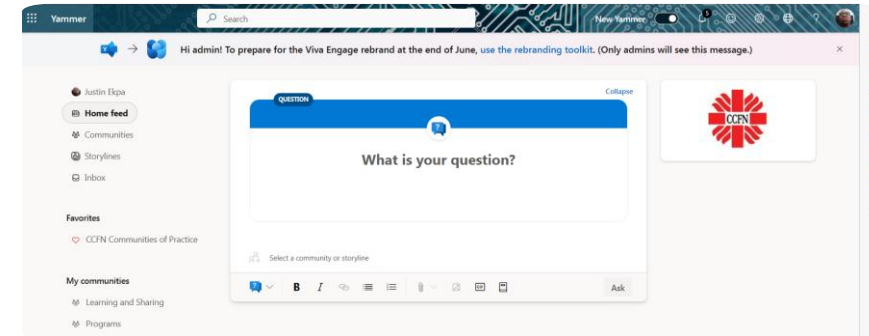 Yammer
Search
New Yammer
5
?
Hi admin! To prepare for the Viva Engage rebrand at the end of June, use the rebranding toolkit. (Only admins will see this message.)
×
Justin Ekpa
Home feed
Communities
Storylines
Inbox
Favorites
CCFN Communities of Practice
My communities
Learning and Sharing
Programs
QUESTION
Collapse
What is your question?
Select a community or storyline
B I GIF
Ask
CCFN